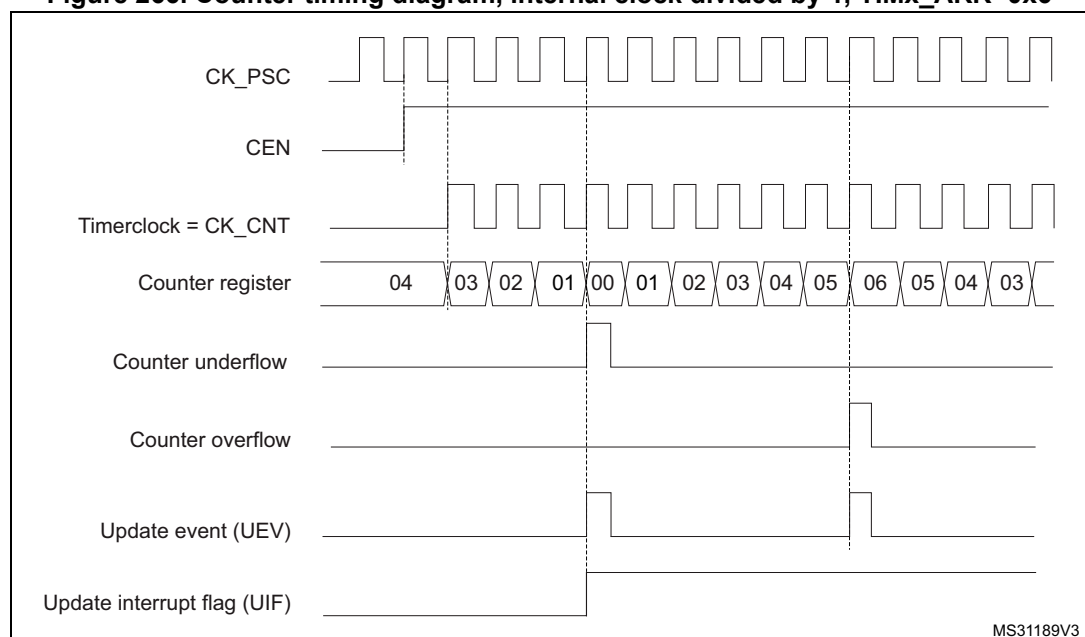 CK_PSC
CEN
Timerclock = CK_CNT
Counter register 04 03 02 01 00 01 02 03 04 05 06 05 04 03
Counter underflow
Counter overflow
Update event (UEV)
Update interrupt flag (UIF)
MS31189V3